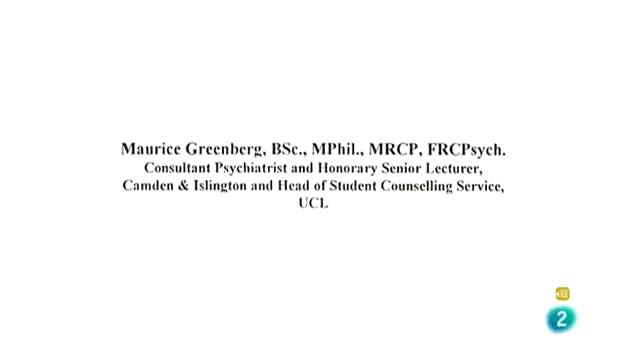 Maurice Greenberg, BSc., MPhil., MRCP, FRCPsych.
Consultant Psychiatrist and Honorary Senior Lecturer,
Camden & Islington and Head of Student Counselling Service,
UCL
2